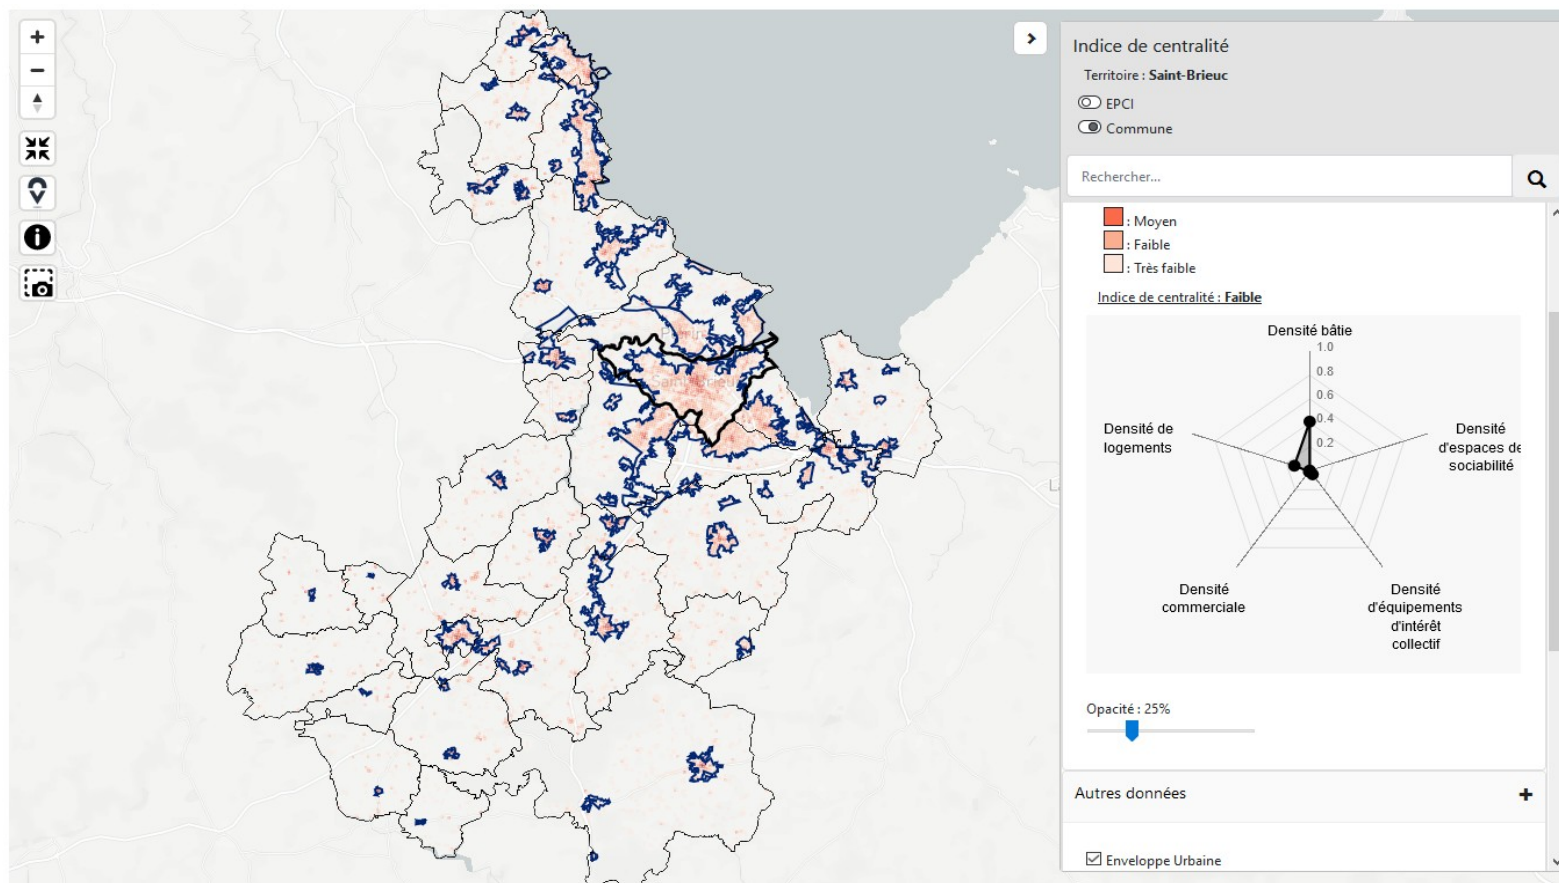 Indice de centralité
Territoire : Saint-Brieuc
EPCI
Commune
Rechercher...
: Moyen
: Faible
: Très faible
Indice de centralité : Faible
Densité bâtie
1.0
0.8
0.6
0.4
0.2
Densité de
logements
Densité
d'espaces de
sociabilité
Densité
commerciale
Densité
d'équipements
d'intérêt
collectif
Opacité : 25%
Autres données
Enveloppe Urbaine